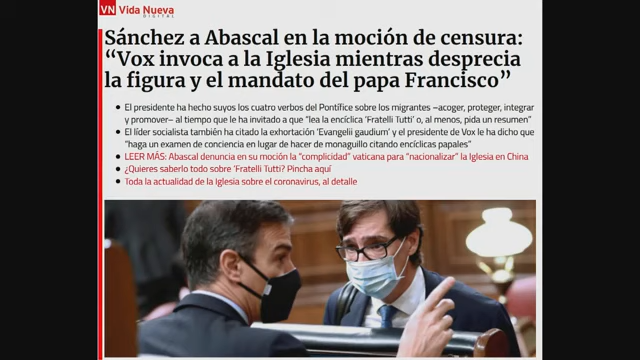 VN Vida Nueva
DIGITAL
Sánchez a Abascal en la moción de censura:
“Vox invoca a la Iglesia mientras desprecia
la figura y el mandato del papa Francisco”
El presidente ha hecho suyos los cuatro verbos del Pontífice sobre los migrantes –acoger, proteger, integrar
y promover– al tiempo que le ha invitado a que “lea la encíclica ‘Fratelli Tutti’ o, al menos, pida un resumen”
El líder socialista también ha citado la exhortación ‘Evangelii gaudium’ y el presidente de Vox le ha dicho que
“haga un examen de conciencia en lugar de hacer de monaguillo citando encíclicas papales”
LEER MÁS: Abascal denuncia en su moción la “complicidad” vaticana para “nacionalizar” la Iglesia en China
¿Quieres saberlo todo sobre ‘Fratelli Tutti’? Pincha aquí
Toda la actualidad de la Iglesia sobre el coronavirus, al detalle